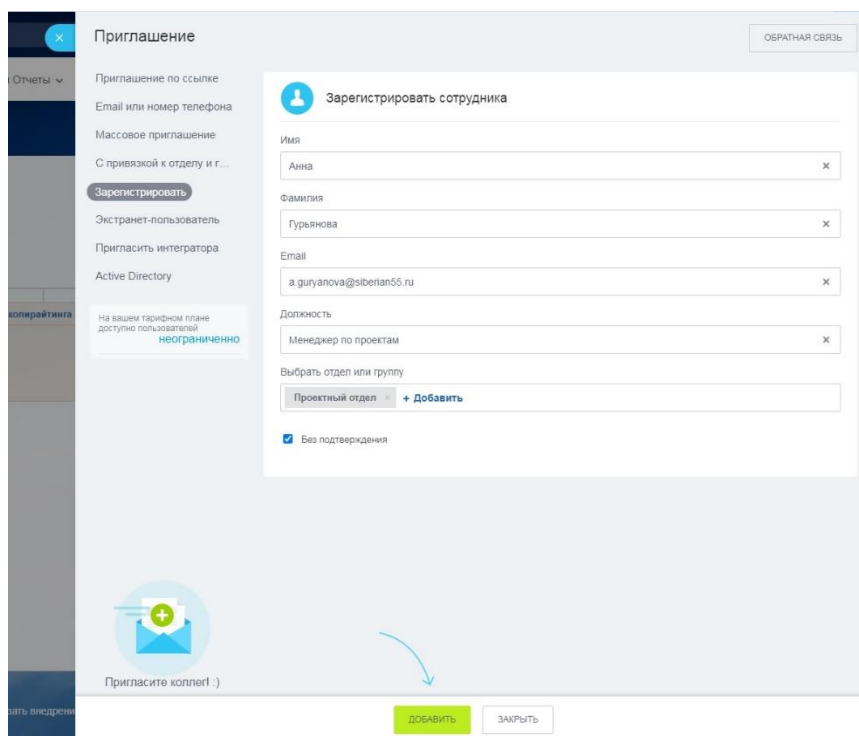 Приглашение
ОБРАТНАЯ СВЯЗЬ
Отчеты
Приглашение по ссылке
Email или номер телефона
Массовое приглашение
С привязкой к отделу и г...
Зарегистрировать
Экстранет-пользователь
Пригласить интегратора
Active Directory
На вашем тарифном плане
доступно пользователей
неограниченно
копирайтинга
Зарегистрировать сотрудника
Имя
Анна
Фамилия
Гурьянова
Email
a.guryanova@siberian55.ru
Должность
Менеджер по проектам
Выбрать отдел или группу
Проектный отдел × + Добавить
Без подтверждения
Пригласите коллег! :)
ДОБАВИТЬ
ЗАКРЫТЬ